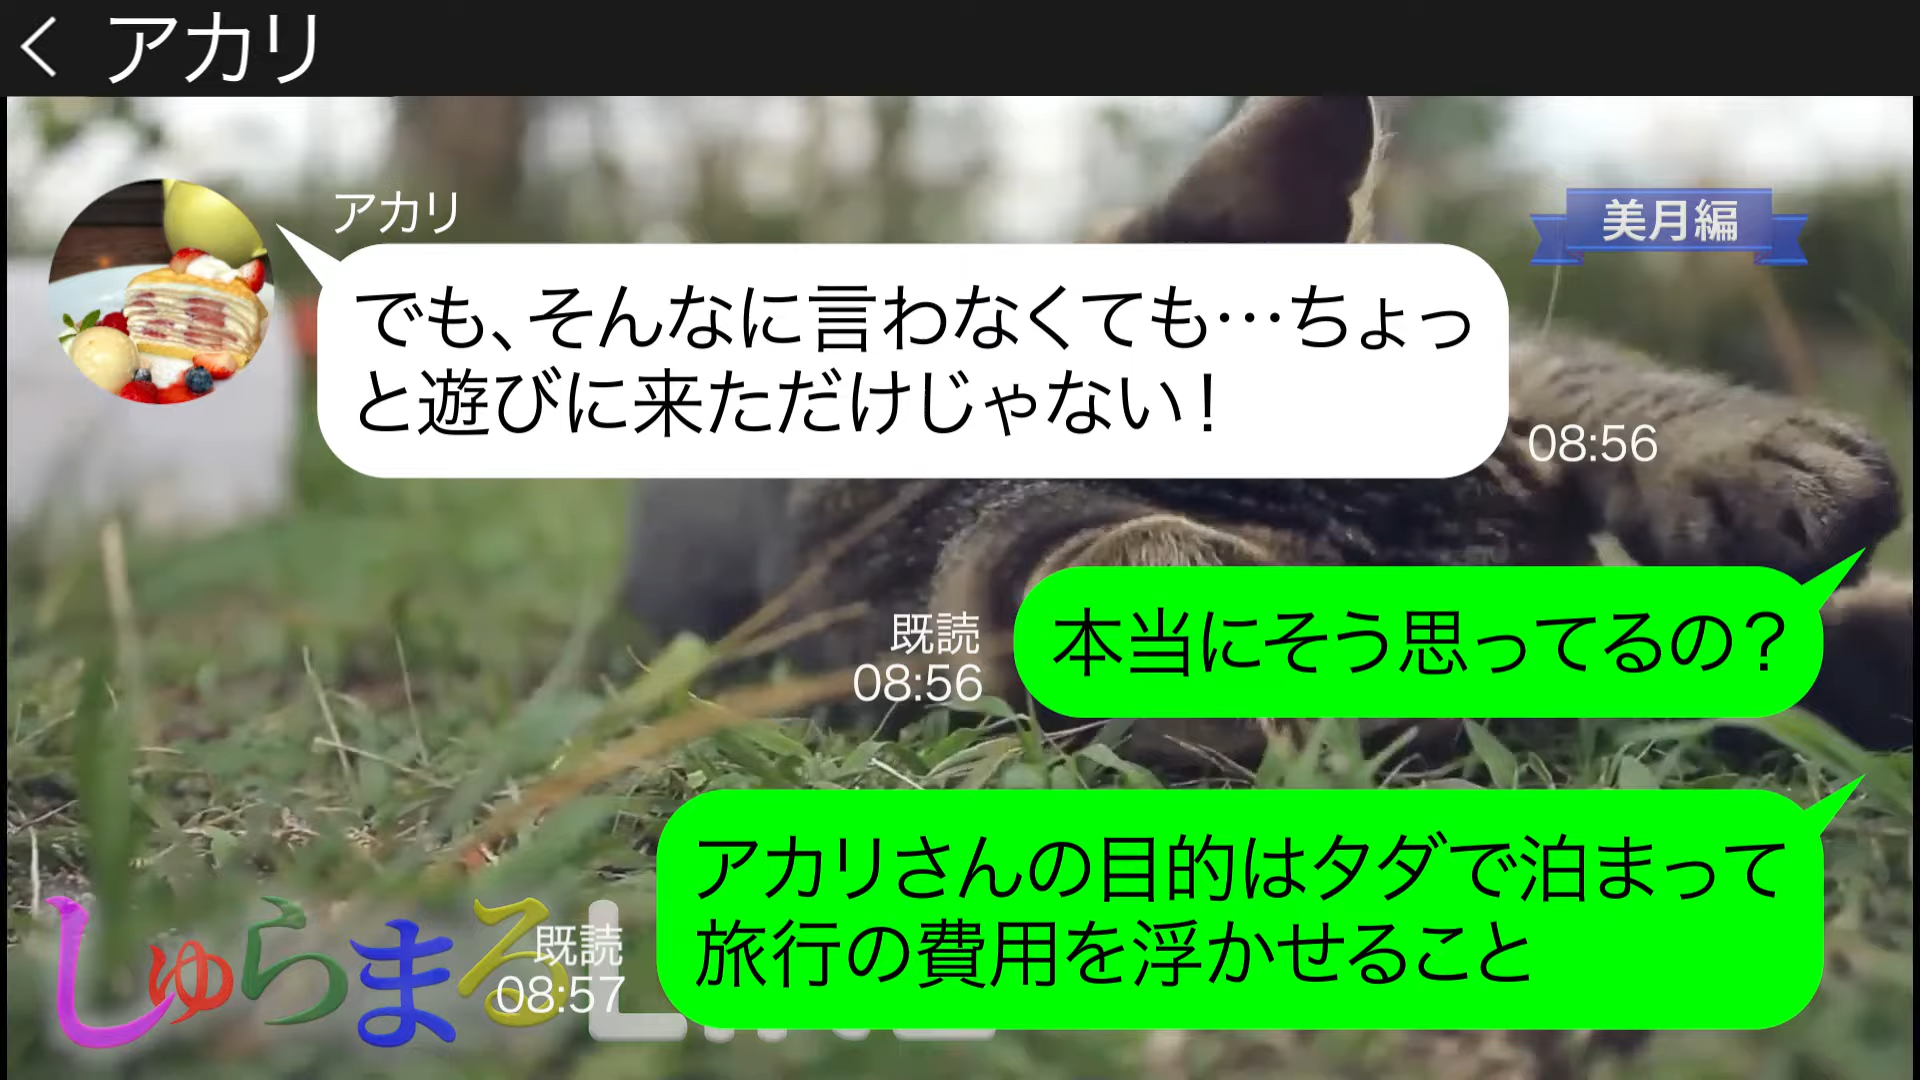 アカリ
アカリ
美月編
でも、そんなに言わなくても…ちょっ
と遊びに来ただけじゃない！
08:56
本当にそう思ってるの？
既読
08:56
アカリさんの目的はタダで泊まって
旅行の費用を浮かせること
既読
08:57
しゅらまる